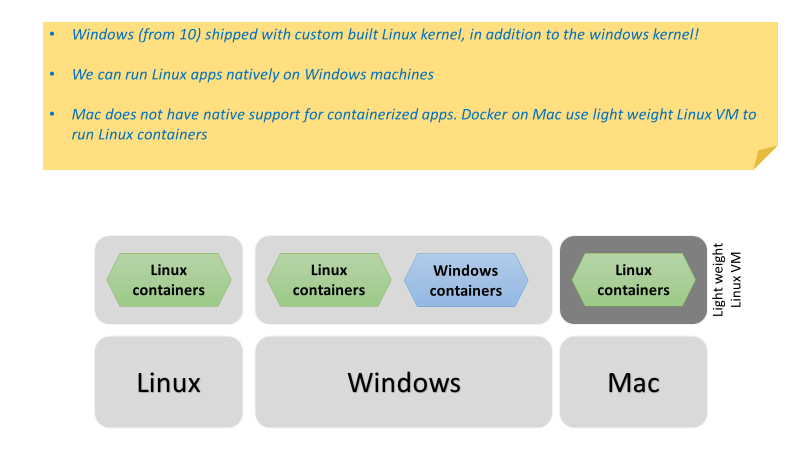 • Windows (from 10) shipped with custom built Linux kernel, in addition to the windows kernel!
• We can run Linux apps natively on Windows machines
• Mac does not have native support for containerized apps. Docker on Mac use light weight Linux VM to
run Linux containers
Linux
containers
Linux
containers
Windows
containers
Linux
containers
Light weight
Linux VM
Linux
Windows
Mac